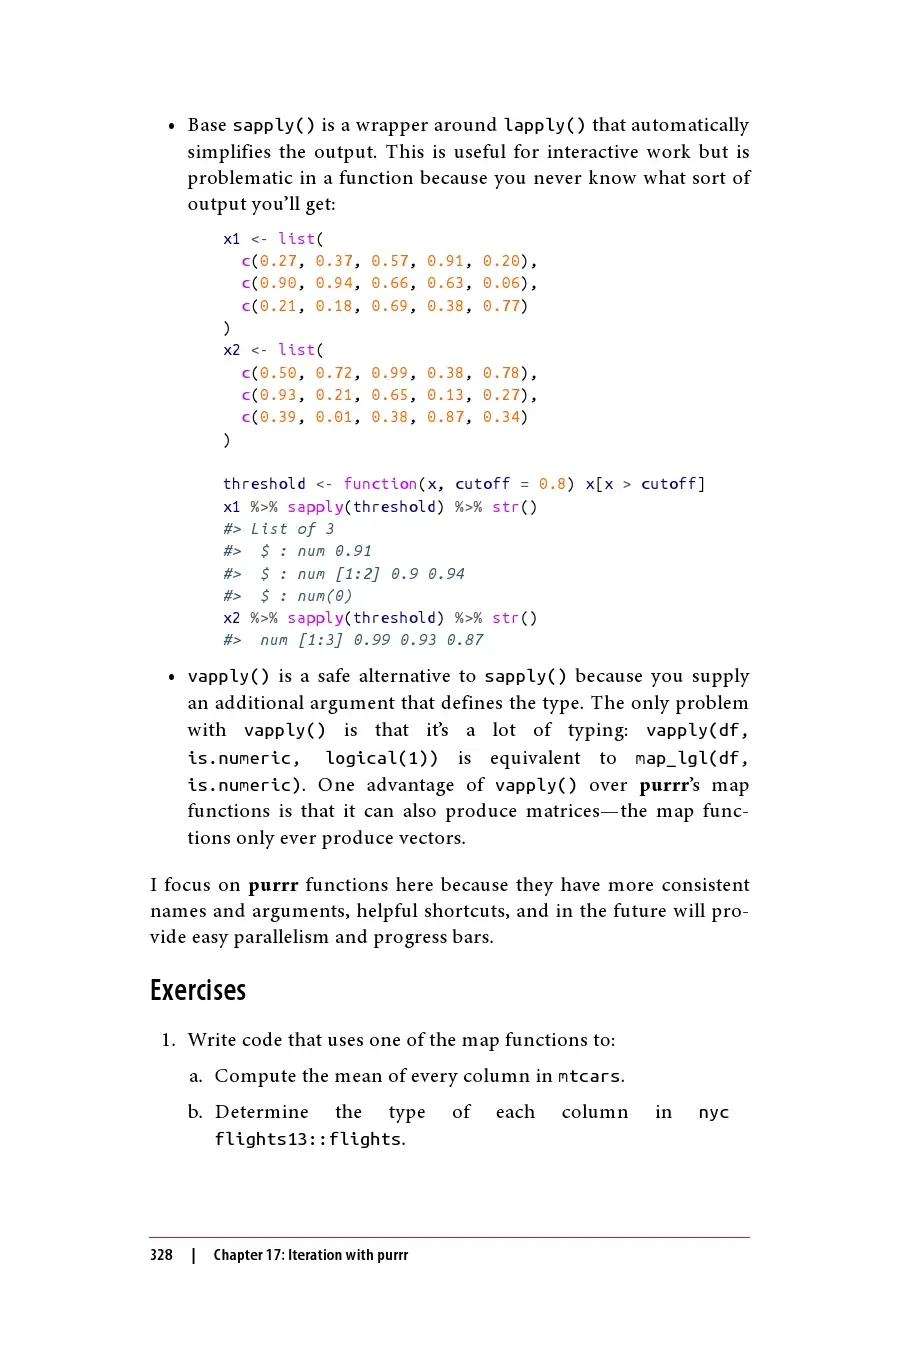 • Base sapply() is a wrapper around lapply() that automatically
simplifies the output. This is useful for interactive work but is
problematic in a function because you never know what sort of
output you’ll get:
x1 <- list(
  c(0.27, 0.37, 0.57, 0.91, 0.20),
  c(0.90, 0.94, 0.66, 0.63, 0.06),
  c(0.21, 0.18, 0.69, 0.38, 0.77)
)
x2 <- list(
  c(0.50, 0.72, 0.99, 0.38, 0.78),
  c(0.93, 0.21, 0.65, 0.13, 0.27),
  c(0.39, 0.01, 0.38, 0.87, 0.34)
)
threshold <- function(x, cutoff = 0.8) x[x > cutoff]
x1 %>% sapply(threshold) %>% str()
#> List of 3
#>  $ : num 0.91
#>  $ : num [1:2] 0.9 0.94
#>  $ : num(0)
x2 %>% sapply(threshold) %>% str()
#>  num [1:3] 0.99 0.93 0.87
• vapply() is a safe alternative to sapply() because you supply
an additional argument that defines the type. The only problem
with vapply() is that it’s a lot of typing: vapply(df,
is.numeric, logical(1)) is equivalent to map_lgl(df,
is.numeric). One advantage of vapply() over purrr’s map
functions is that it can also produce matrices—the map func-
tions only ever produce vectors.
I focus on purrr functions here because they have more consistent
names and arguments, helpful shortcuts, and in the future will pro-
vide easy parallelism and progress bars.
Exercises
1. Write code that uses one of the map functions to:
a. Compute the mean of every column in mtcars.
b. Determine the type of each column in nyc
flights13::flights.
328 | Chapter 17: Iteration with purrr